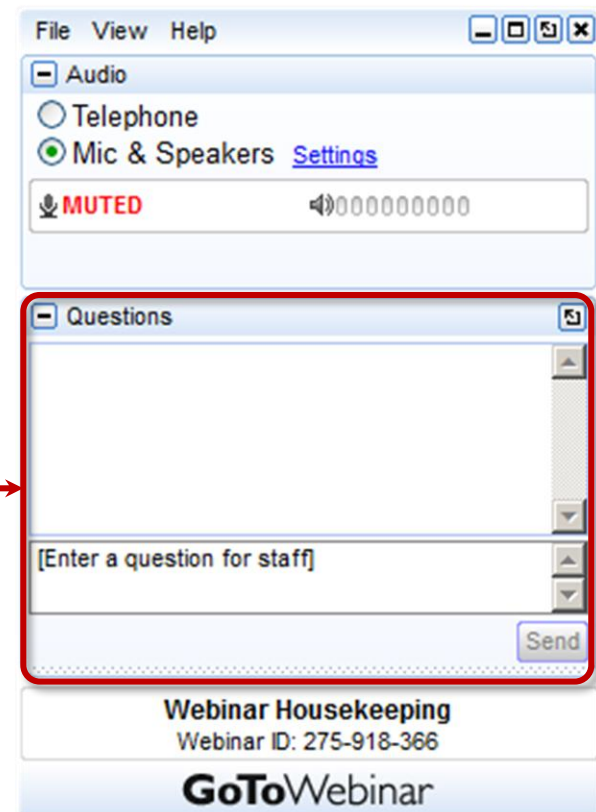 File View Help
Audio
Telephone
Mic & Speakers Settings
MUTED 000000000
Questions
[Enter a question for staff]
Send
Webinar Housekeeping
Webinar ID: 275-918-366
GoToWebinar